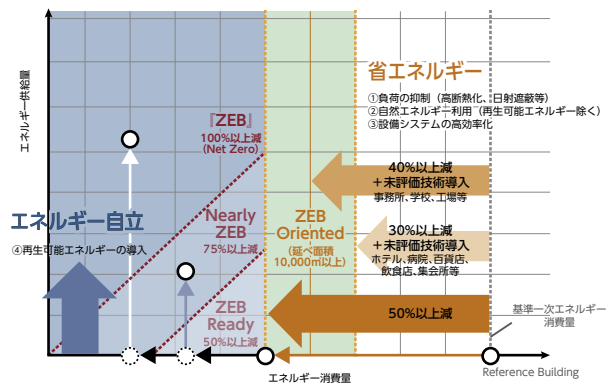 エネルギー供給量
省エネルギー
①負荷の抑制（高断熱化、日射遮蔽等）
②自然エネルギー利用（再生可能エネルギー除く）
③設備システムの高効率化
『ZEB』
100%以上減
(Net Zero)
40%以上減
＋未評価技術導入
事務所、学校、工場等
エネルギー自立
④再生可能エネルギーの導入
Nearly
ZEB
75%以上減
ZEB
Oriented
(延べ面積
10,000㎡以上)
30%以上減
＋未評価技術導入
ホテル、病院、百貨店、
飲食店、集会所等
ZEB
Ready
50%以上減
50%以上減
基準一次エネルギー
消費量
エネルギー消費量
Reference Building